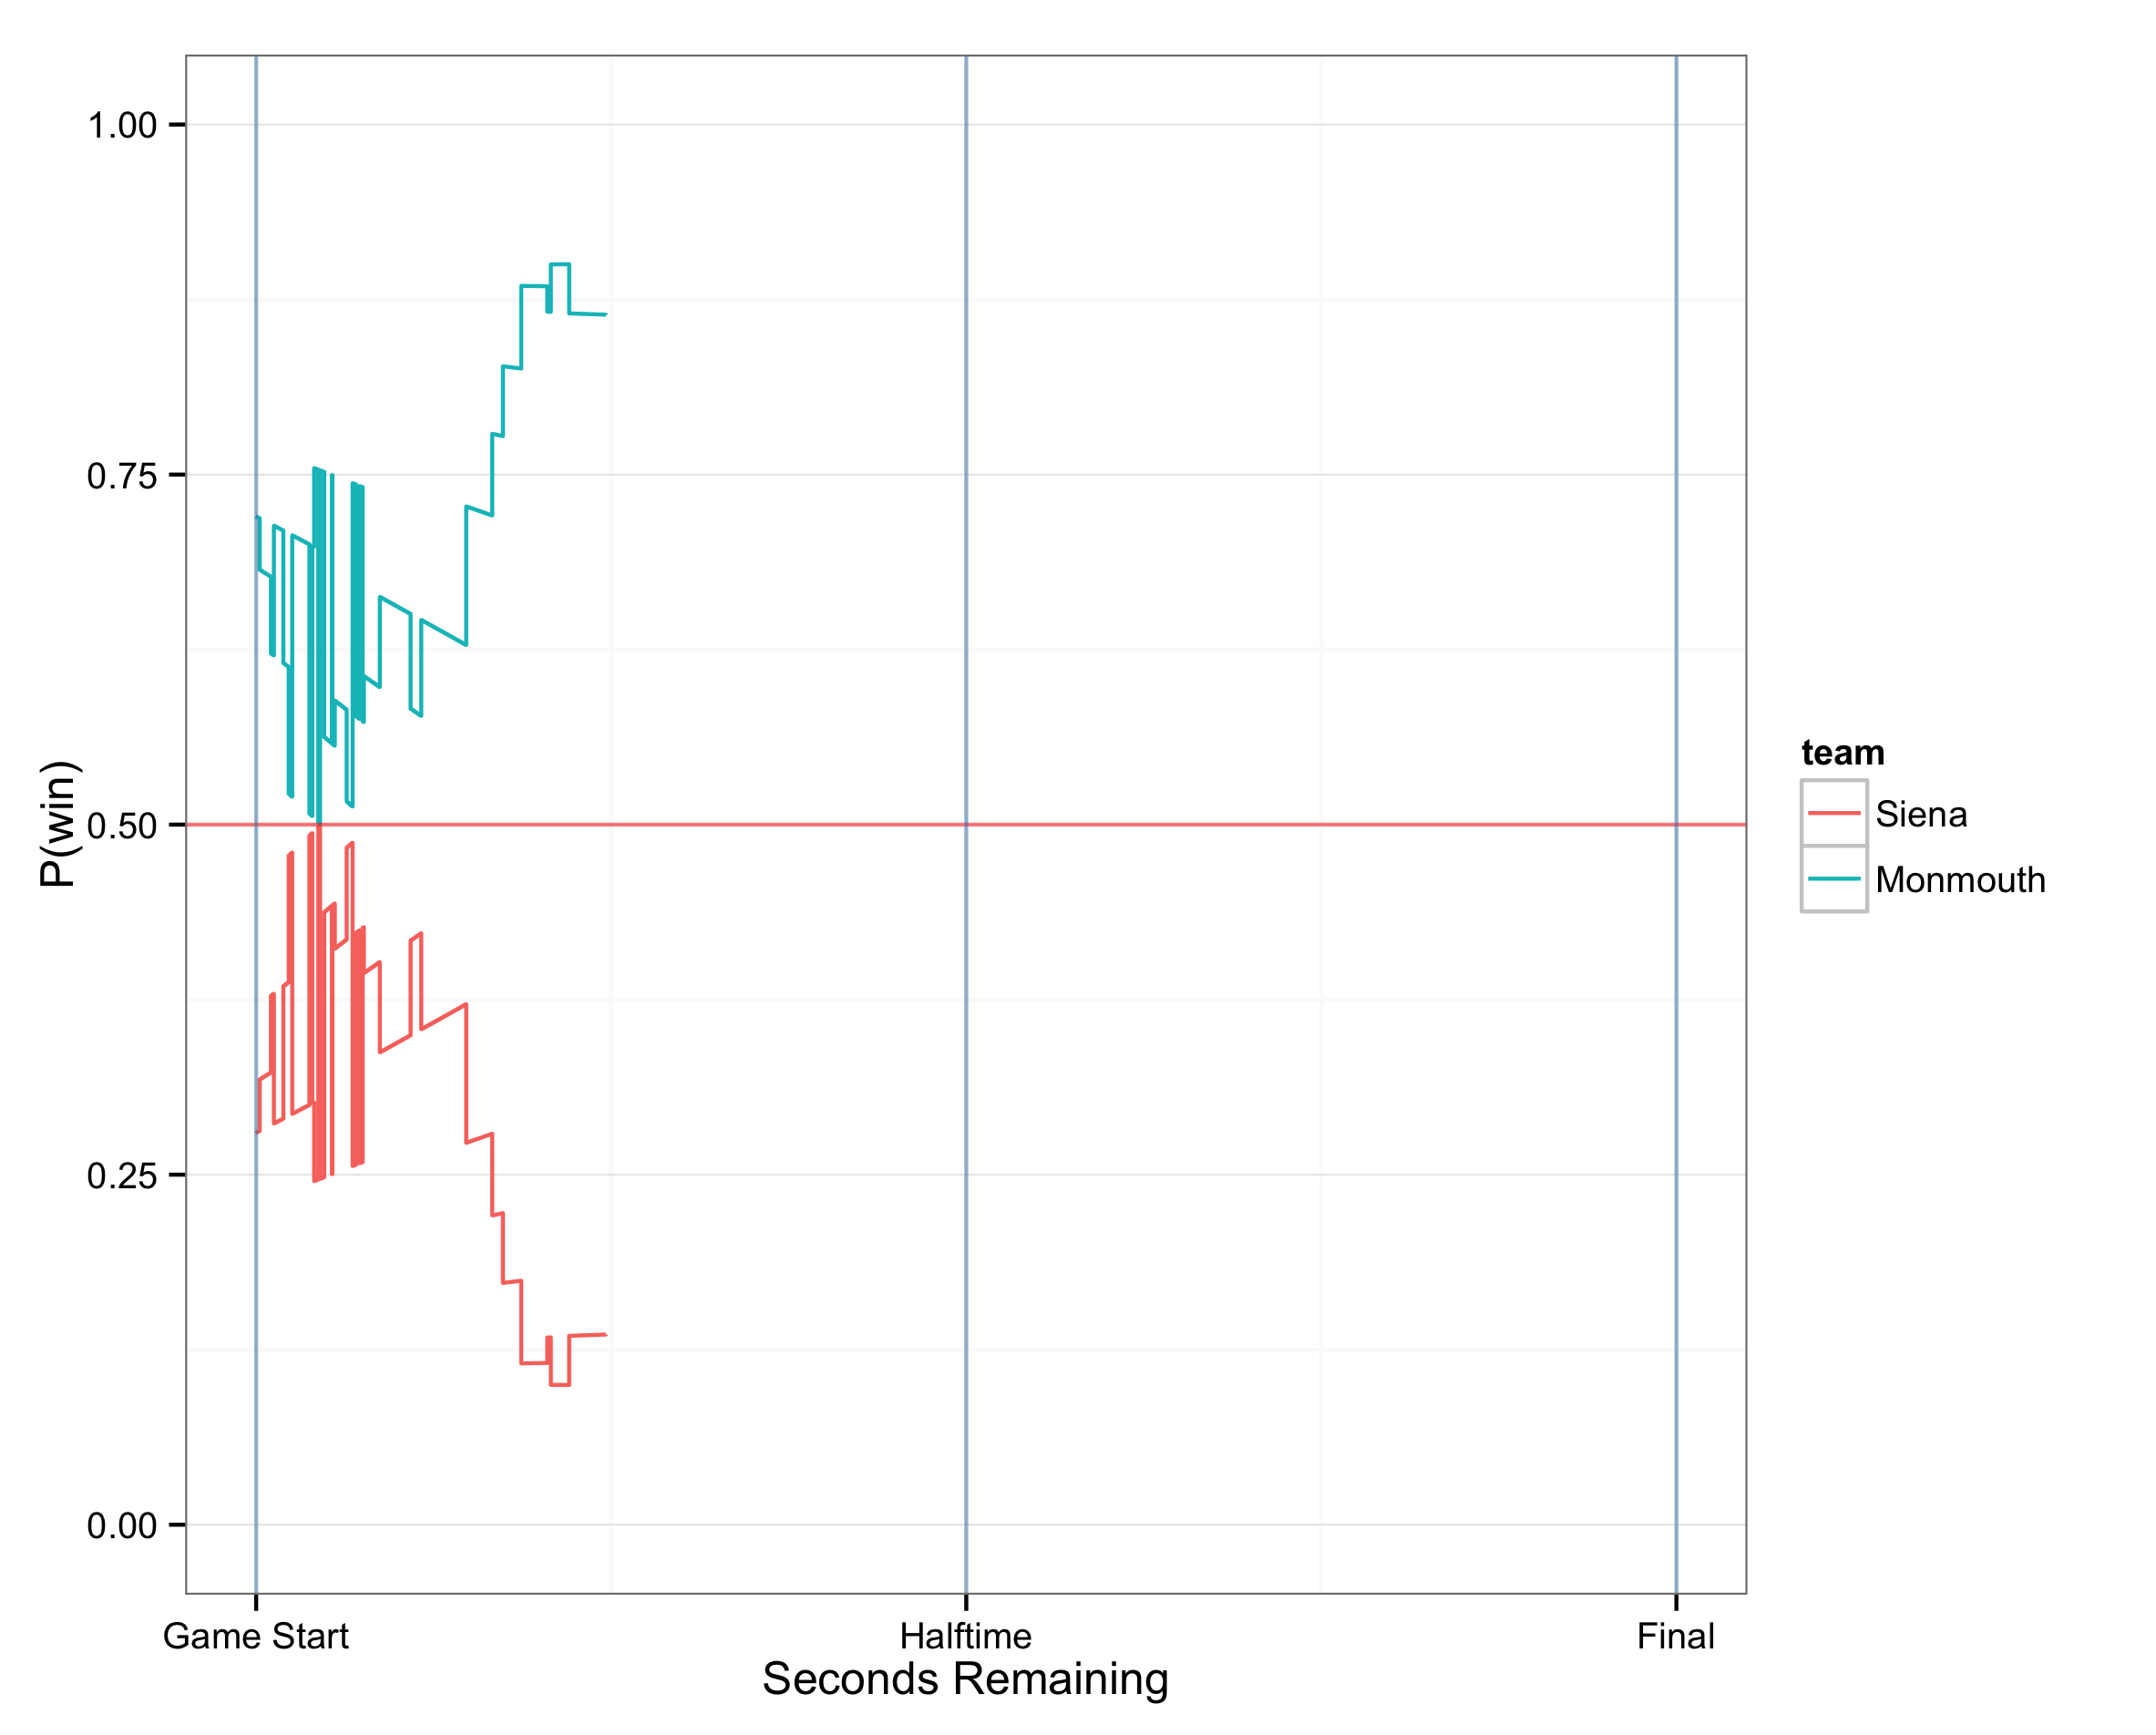 1.00
0.75
0.50
0.25
0.00
P(win)
Game Start
Halftime
Final
Seconds Remaining
team
Siena
Monmouth